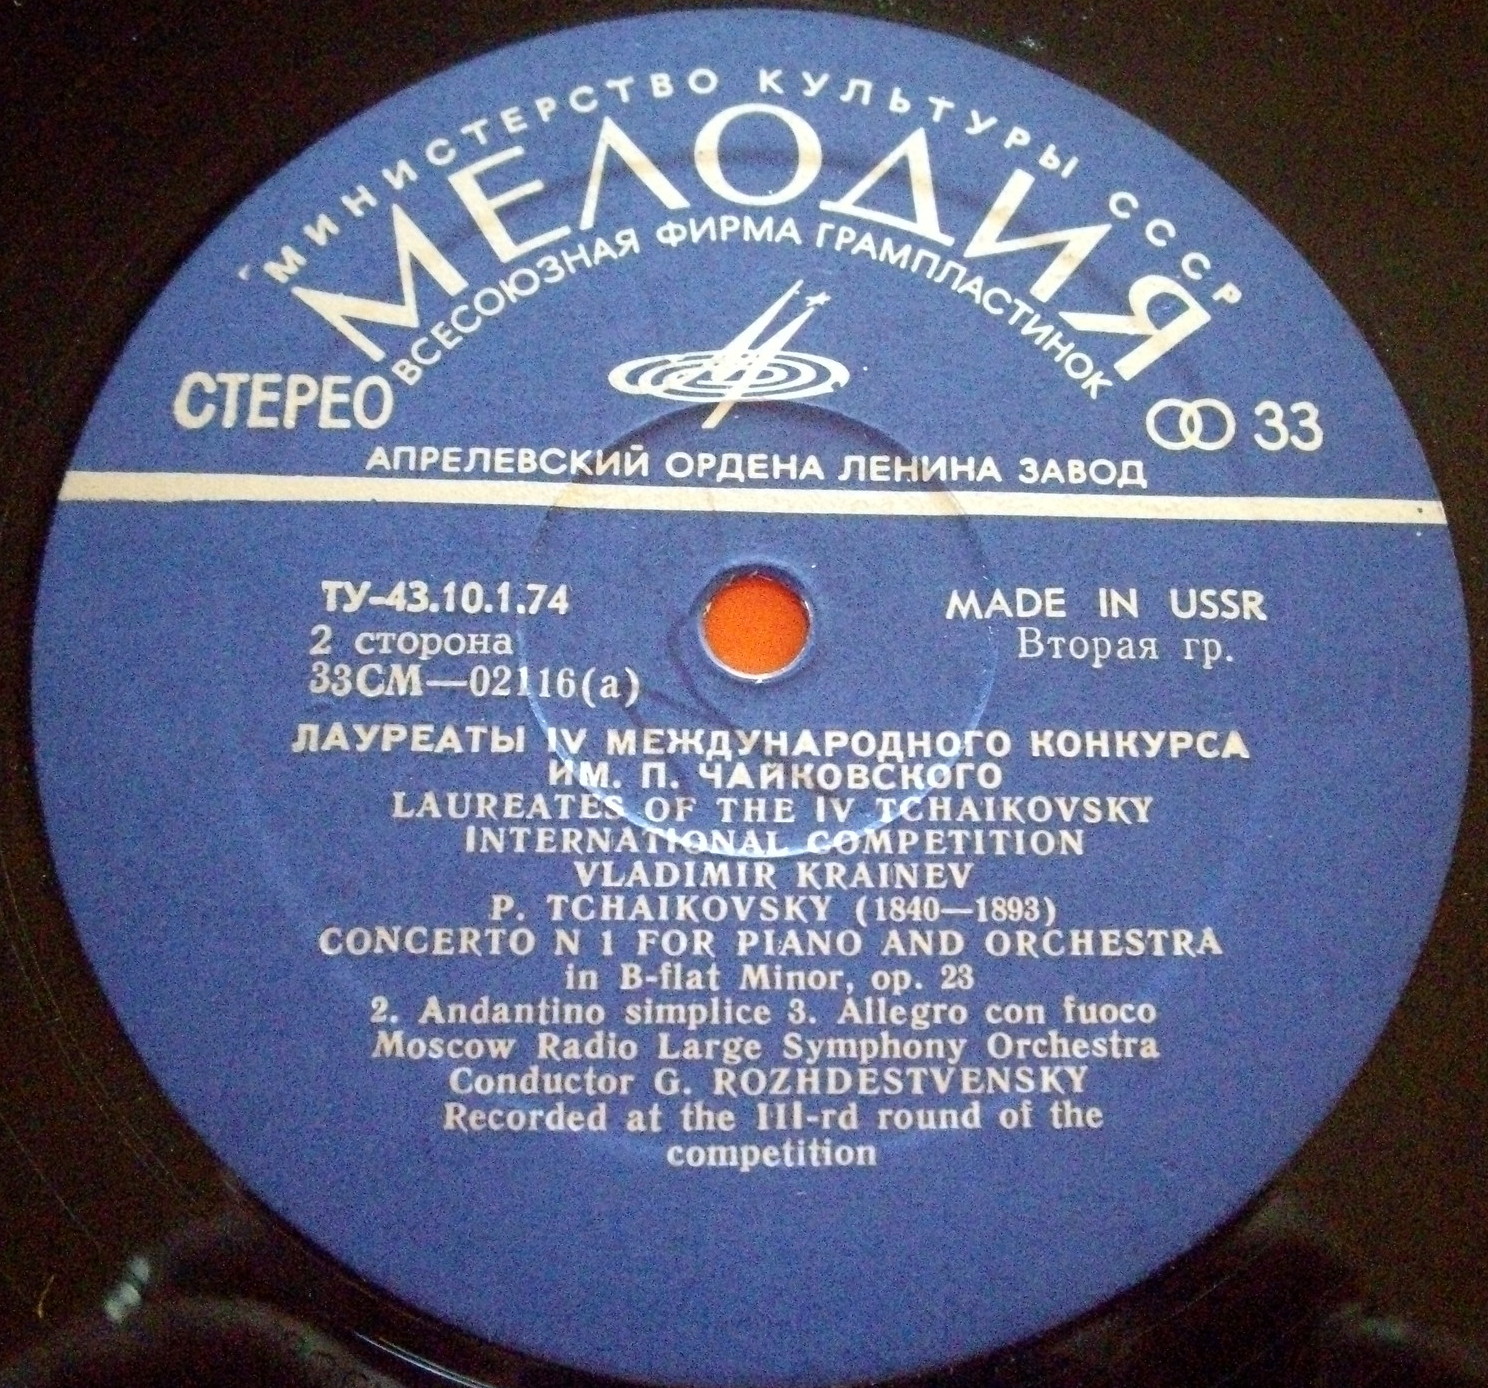 МИНИСТЕРСТВО КУЛЬТУРЫ СССР
МЕЛОДИЯ
ВСЕСОЮЗНАЯ ФИРМА ГРАМПЛАСТИНОК
СТЕРЕО
33
АПРЕЛЕВСКИЙ ОРДЕНА ЛЕНИНА ЗАВОД
ТУ-43.10.1.74
MADE IN USSR
2 сторона
Вторая гр.
33СМ—02116(а)
ЛАУРЕАТЫ IV МЕЖДУНАРОДНОГО КОНКУРСА
ИМ. П. ЧАЙКОВСКОГО
LAUREATES OF THE IV TCHAIKOVSKY
INTERNATIONAL COMPETITION
VLADIMIR KRAINEV
P. TCHAIKOVSKY (1840—1893)
CONCERTO N 1 FOR PIANO AND ORCHESTRA
in B-flat Minor, op. 23
2. Andantino simplice 3. Allegro con fuoco
Moscow Radio Large Symphony Orchestra
Conductor G. ROZHDESTVENSKY
Recorded at the III-rd round of the
competition